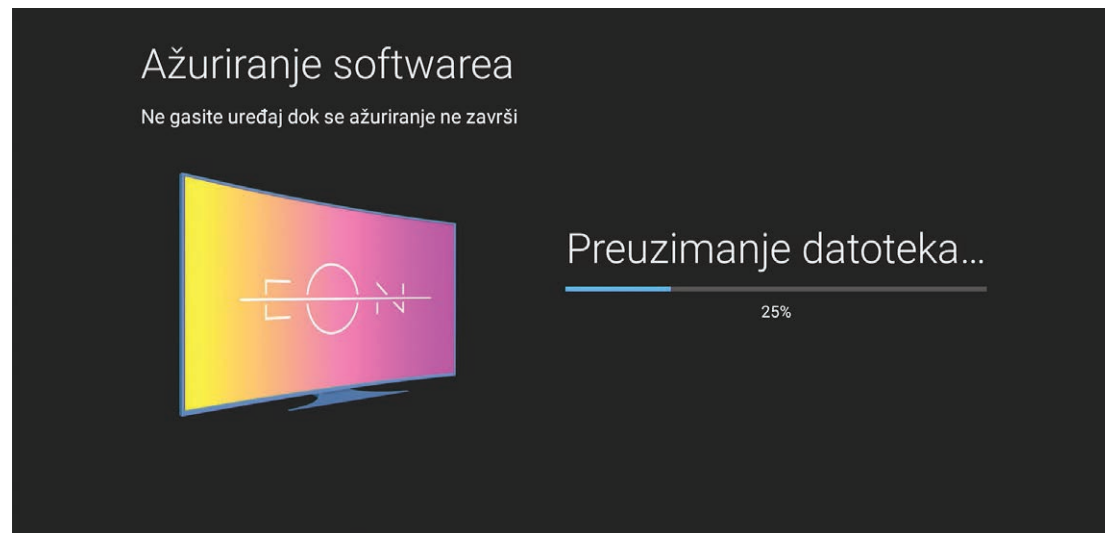 Ažuriranje softwarea
Ne gasite uređaj dok se ažuriranje ne završi
EON
Preuzimanje datoteka...
25%